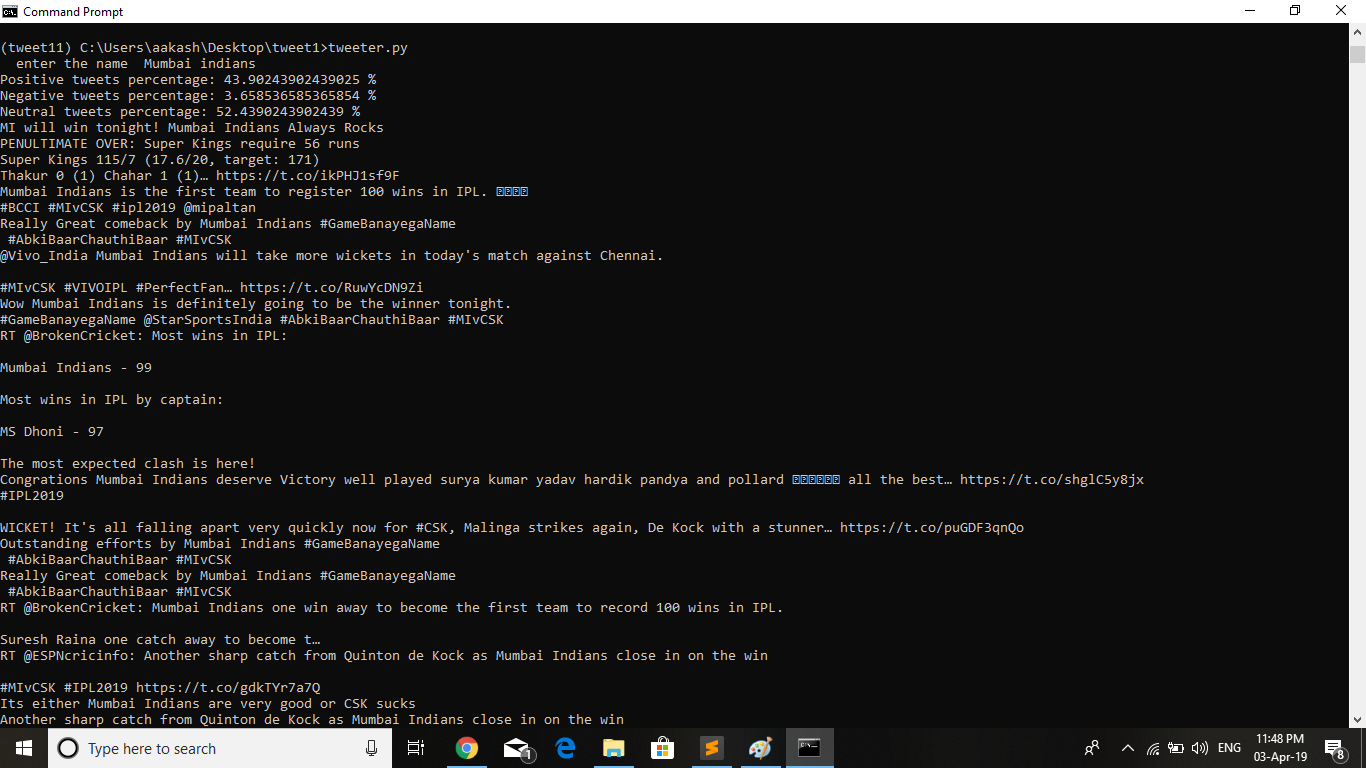 Command Prompt
(tweet11) C:\Users\aakash\Desktop\tweet1>tweeter.py
enter the name  Mumbai indians
Positive tweets percentage: 43.90243902439025 %
Negative tweets percentage: 3.658536585365854 %
Neutral tweets percentage: 52.4390243902439 %
MI will win tonight! Mumbai Indians Always Rocks
PENULTIMATE OVER: Super Kings require 56 runs
Super Kings 115/7 (17.6/20, target: 171)
Thakur 0 (1) Chahar 1 (1)… https://t.co/ikPHJ1sf9F
Mumbai Indians is the first team to register 100 wins in IPL.
#BCCI #MIvCSK #ipl2019 @mipaltan
Really Great comeback by Mumbai Indians #GameBanayegaName
#AbkiBaarChauthiBaar #MIvCSK
@Vivo_India Mumbai Indians will take more wickets in today's match against Chennai.
#MIvCSK #VIVOIPL #PerfectFan… https://t.co/RuwYcDN9Zi
Wow Mumbai Indians is definitely going to be the winner tonight.
#GameBanayegaName @StarSportsIndia #AbkiBaarChauthiBaar #MIvCSK
RT @BrokenCricket: Most wins in IPL:
Mumbai Indians - 99
Most wins in IPL by captain:
MS Dhoni - 97
The most expected clash is here!
Congrations Mumbai Indians deserve Victory well played surya kumar yadav hardik pandya and pollard all the best… https://t.co/shglC5y8jx
#IPL2019
WICKET! It's all falling apart very quickly now for #CSK, Malinga strikes again, De Kock with a stunner… https://t.co/puGDF3qnQo
Outstanding efforts by Mumbai Indians #GameBanayegaName
#AbkiBaarChauthiBaar #MIvCSK
Really Great comeback by Mumbai Indians #GameBanayegaName
#AbkiBaarChauthiBaar #MIvCSK
RT @BrokenCricket: Mumbai Indians one win away to become the first team to record 100 wins in IPL.
Suresh Raina one catch away to become t…
RT @ESPNcricinfo: Another sharp catch from Quinton de Kock as Mumbai Indians close in on the win
#MIvCSK #IPL2019 https://t.co/gdkTYr7a7Q
Its either Mumbai Indians are very good or CSK sucks
Another sharp catch from Quinton de Kock as Mumbai Indians close in on the win
Type here to search
1
ENG
11:48 PM
03-Apr-19
8